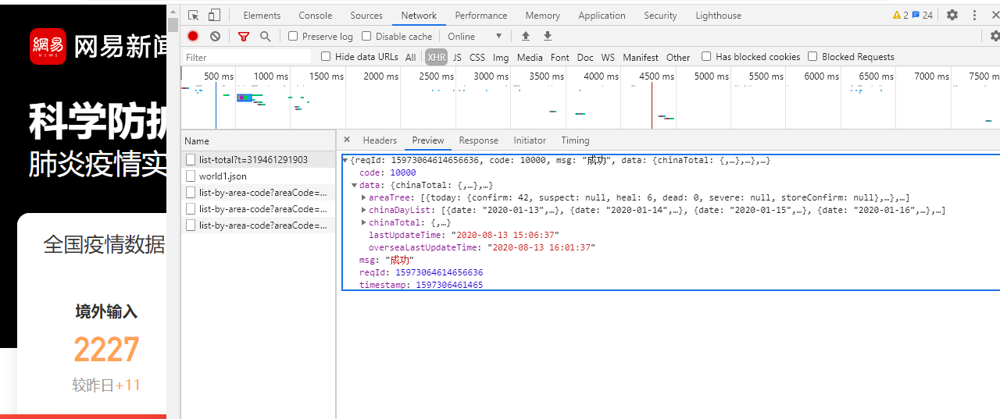 網易
NEWS
网易新闻
科学防护
肺炎疫情实
全国疫情数据
境外输入
2227
较昨日+11
Elements Console Sources Network Performance Memory Application Security Lighthouse 2 24
Preserve log Disable cache Online
Filter Hide data URLs All XHR JS CSS Img Media Font Doc WS Manifest Other Has blocked cookies Blocked Requests
500 ms 1000 ms 1500 ms 2000 ms 2500 ms 3000 ms 3500 ms 4000 ms 4500 ms 5000 ms 5500 ms 6000 ms 6500 ms 7000 ms 7500 m
Name
list-total?t=319461291903
world1.json
list-by-area-code?areaCode=...
list-by-area-code?areaCode=...
list-by-area-code?areaCode=...
× Headers Preview Response Initiator Timing
{reqId: 15973064614656636, code: 10000, msg: "成功", data: {chinaTotal: {,…},…},…}
code: 10000
data: {chinaTotal: {,…},…}
areaTree: [{today: {confirm: 42, suspect: null, heal: 6, dead: 0, severe: null, storeConfirm: null},…},…]
chinaDayList: [{date: "2020-01-13",…}, {date: "2020-01-14",…}, {date: "2020-01-15",…}, {date: "2020-01-16",…},…]
chinaTotal: {,…}
lastUpdateTime: "2020-08-13 15:06:37"
overseaLastUpdateTime: "2020-08-13 16:01:37"
msg: "成功"
reqId: 15973064614656636
timestamp: 1597306461465